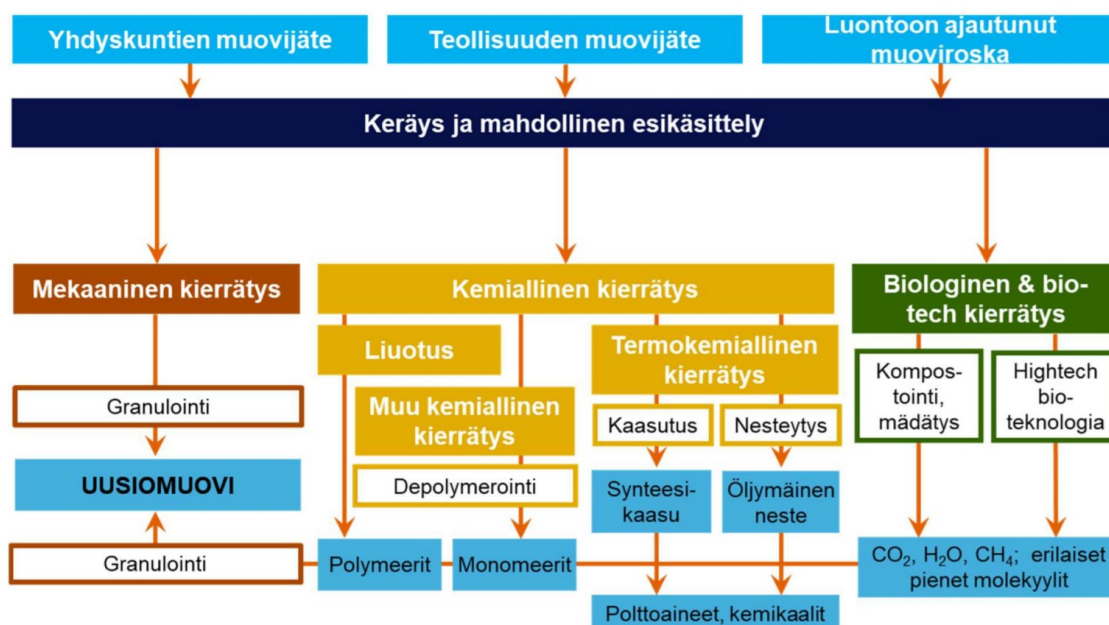 Yhdyskuntien muovijäte
Teollisuuden muovijäte
Luontoon ajautunut
muoviroska
Keräys ja mahdollinen esikäsittely
Mekaaninen kierrätys
Granulointi
UUSIOMUOVI
Granulointi
Kemiallinen kierrätys
Liuotus
Muu kemiallinen
kierrätys
Depolymerointi
Polymeerit
Monomeerit
Termokemiallinen
kierrätys
Kaasutus
Nesteytys
Synteesi-
kaasu
Öljymäinen
neste
Polttoaineet, kemikaalit
Biologinen & bio-
tech kierrätys
Kompos-
tointi,
mädätys
Hightech
bio-
teknologia
CO₂, H₂O, CH₄; erilaiset
pienet molekyylit